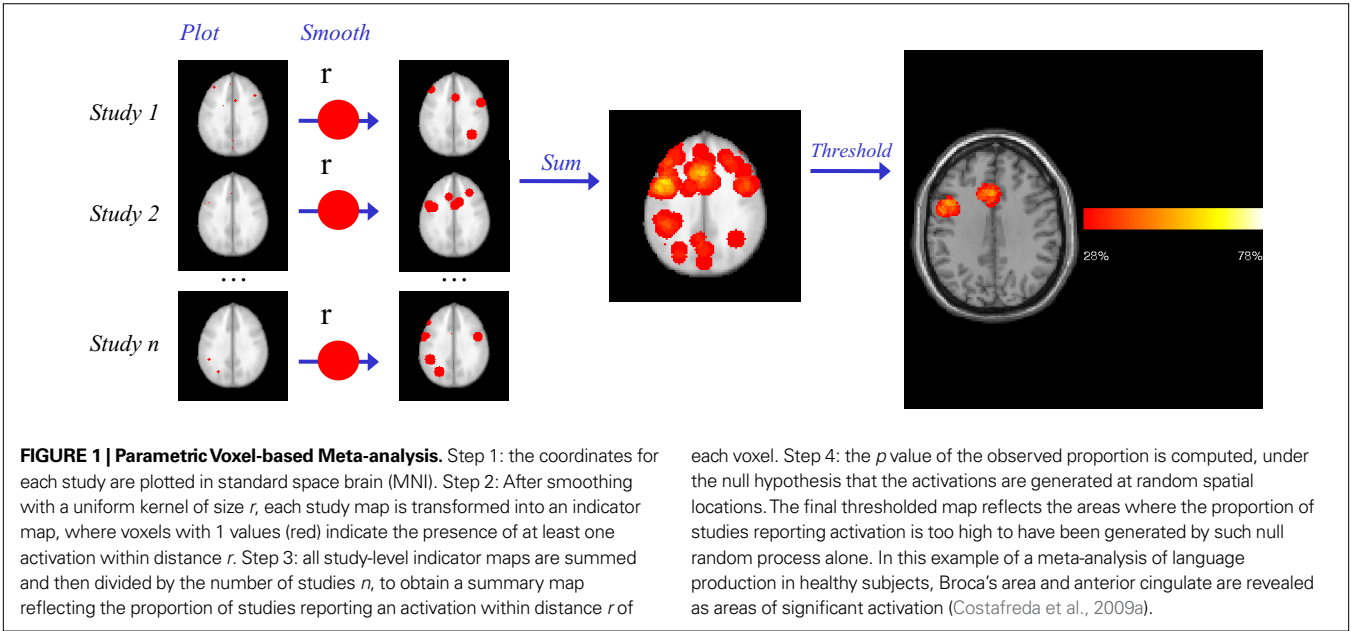 Plot
Smooth
r
Study 1
r
Study 2
...
...
r
Study n
Sum
Threshold
28%
78%
FIGURE 1 | Parametric Voxel-based Meta-analysis. Step 1: the coordinates for
each study are plotted in standard space brain (MNI). Step 2: After smoothing
with a uniform kernel of size r, each study map is transformed into an indicator
map, where voxels with 1 values (red) indicate the presence of at least one
activation within distance r. Step 3: all study-level indicator maps are summed
and then divided by the number of studies n, to obtain a summary map
reflecting the proportion of studies reporting an activation within distance r of
each voxel. Step 4: the p value of the observed proportion is computed, under
the null hypothesis that the activations are generated at random spatial
locations. The final thresholded map reflects the areas where the proportion of
studies reporting activation is too high to have been generated by such null
random process alone. In this example of a meta-analysis of language
production in healthy subjects, Broca's area and anterior cingulate are revealed
as areas of significant activation (Costafreda et al., 2009a).